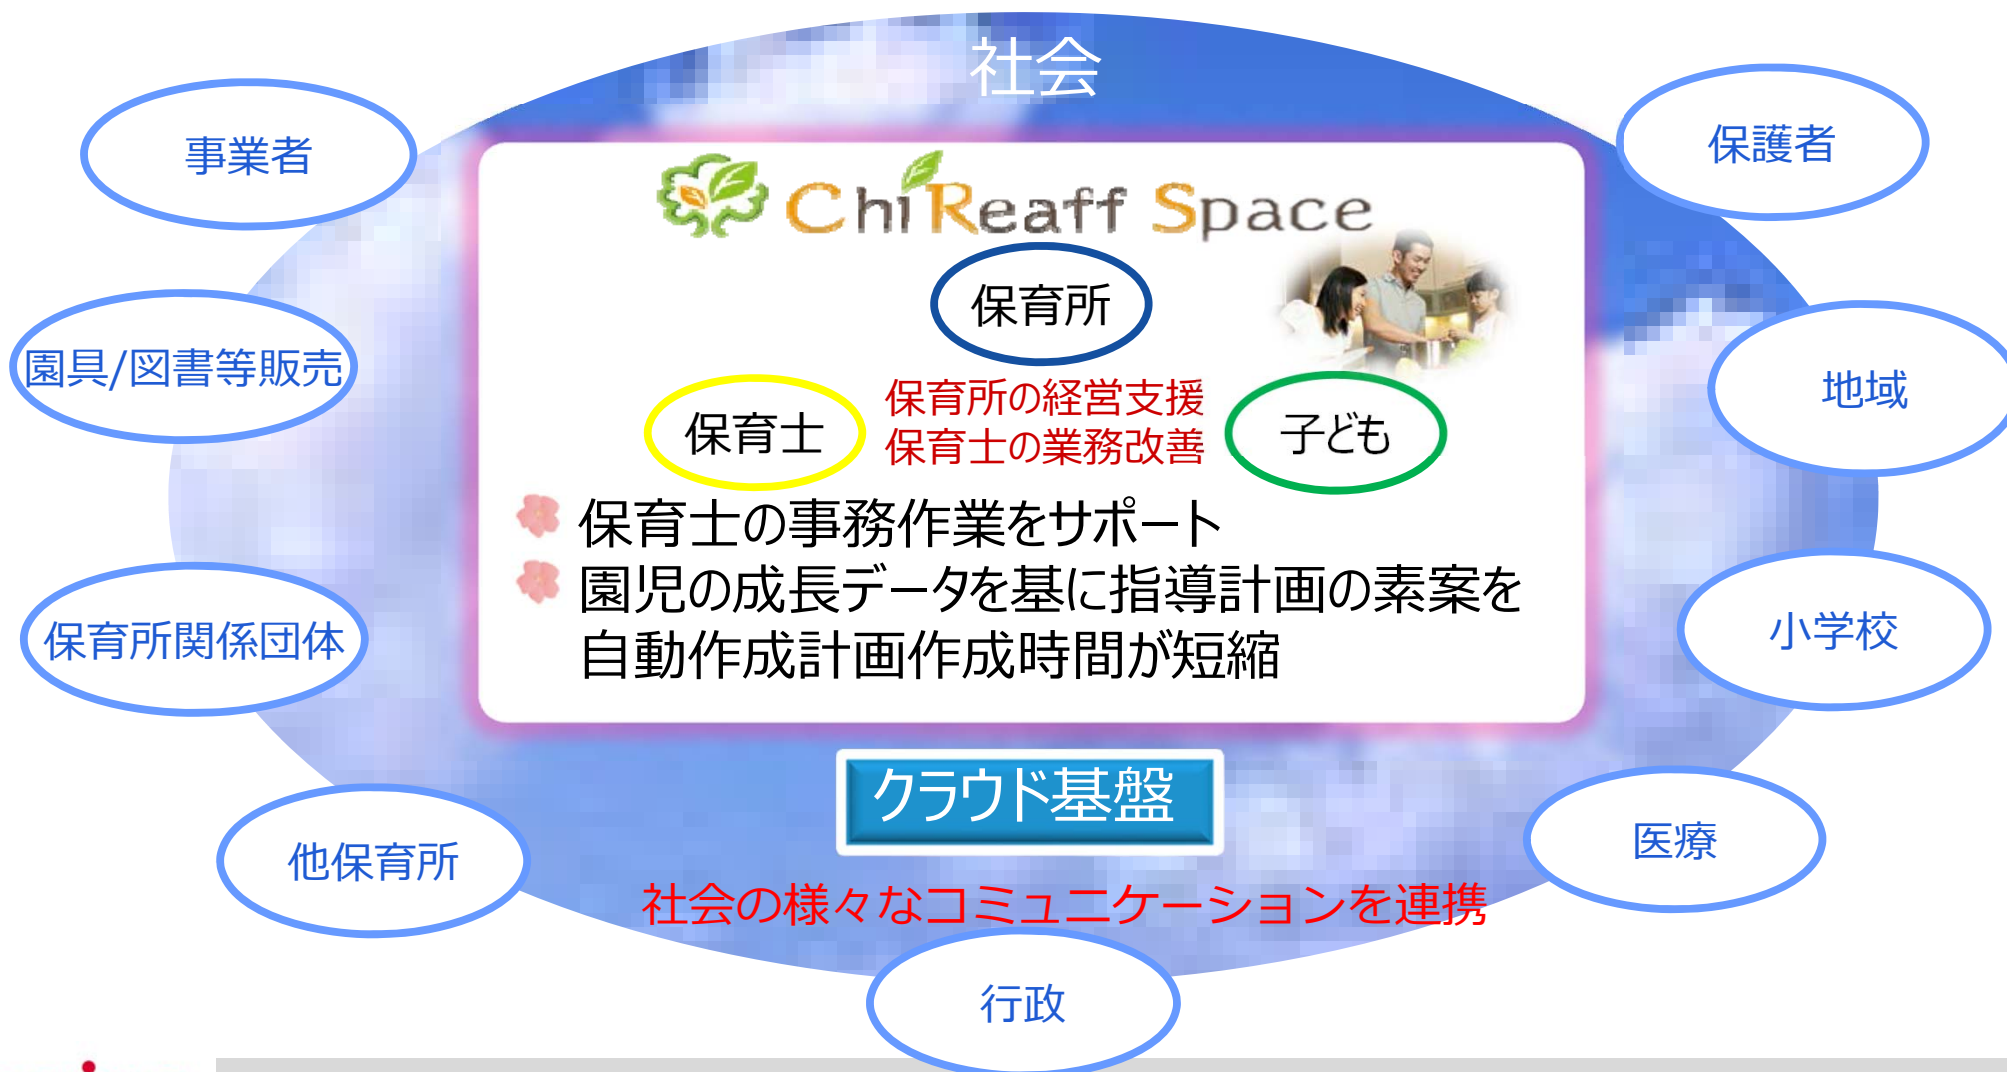 社会
事業者
保護者
ChiReaff Space
保育所
園具/図書等販売
地域
保育所の経営支援
保育士
子ども
保育士の業務改善
保育士の事務作業をサポート
園児の成長データを基に指導計画の素案を
自動作成計画作成時間が短縮
保育所関係団体
小学校
クラウド基盤
他保育所
医療
社会の様々なコミュニケーションを連携
行政